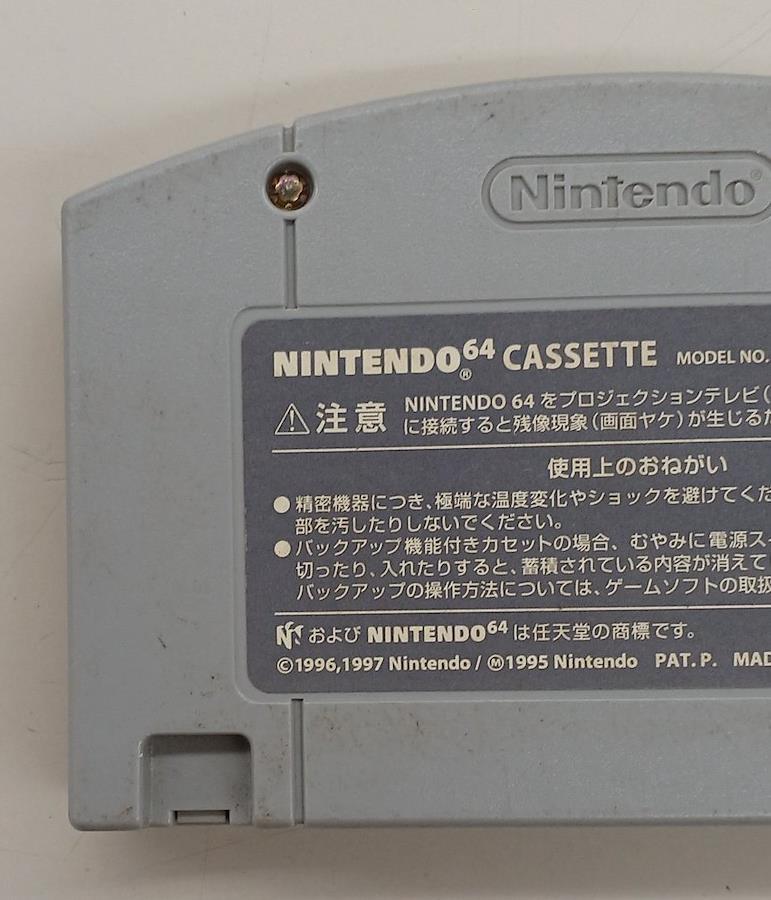 Nintendo®
NINTENDO64® CASSETTE MODEL NO.
⚠注意 NINTENDO 64 をプロジェクションテレビ(
に接続すると残像現象(画面ヤケ)が生じるた
使用上のおねがい
●精密機器につき、極端な温度変化やショックを避けてくだ
部を汚したりしないでください。
●バックアップ機能付きカセットの場合、むやみに電源ス
切ったり、入れたりすると、蓄積されている内容が消えて
バックアップの操作方法については、ゲームソフトの取扱
および NINTENDO64 は任天堂の商標です。
©1996,1997 Nintendo / Ⓜ1995 Nintendo PAT.P. MAD